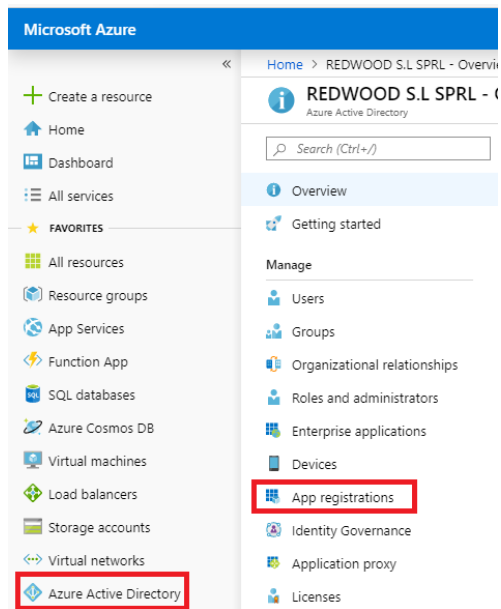 Microsoft Azure
«
Create a resource
Home
Dashboard
All services
FAVORITES
All resources
Resource groups
App Services
Function App
SQL databases
Azure Cosmos DB
Virtual machines
Load balancers
Storage accounts
Virtual networks
Azure Active Directory
Home > REDWOOD S.L SPRL -
REDWOOD S.L SPRL -
Azure Active Directory
Search (Ctrl+/)
Overview
Getting started
Manage
Users
Groups
Organizational relationships
Roles and administrators
Enterprise applications
Devices
App registrations
Identity Governance
Application proxy
Licenses